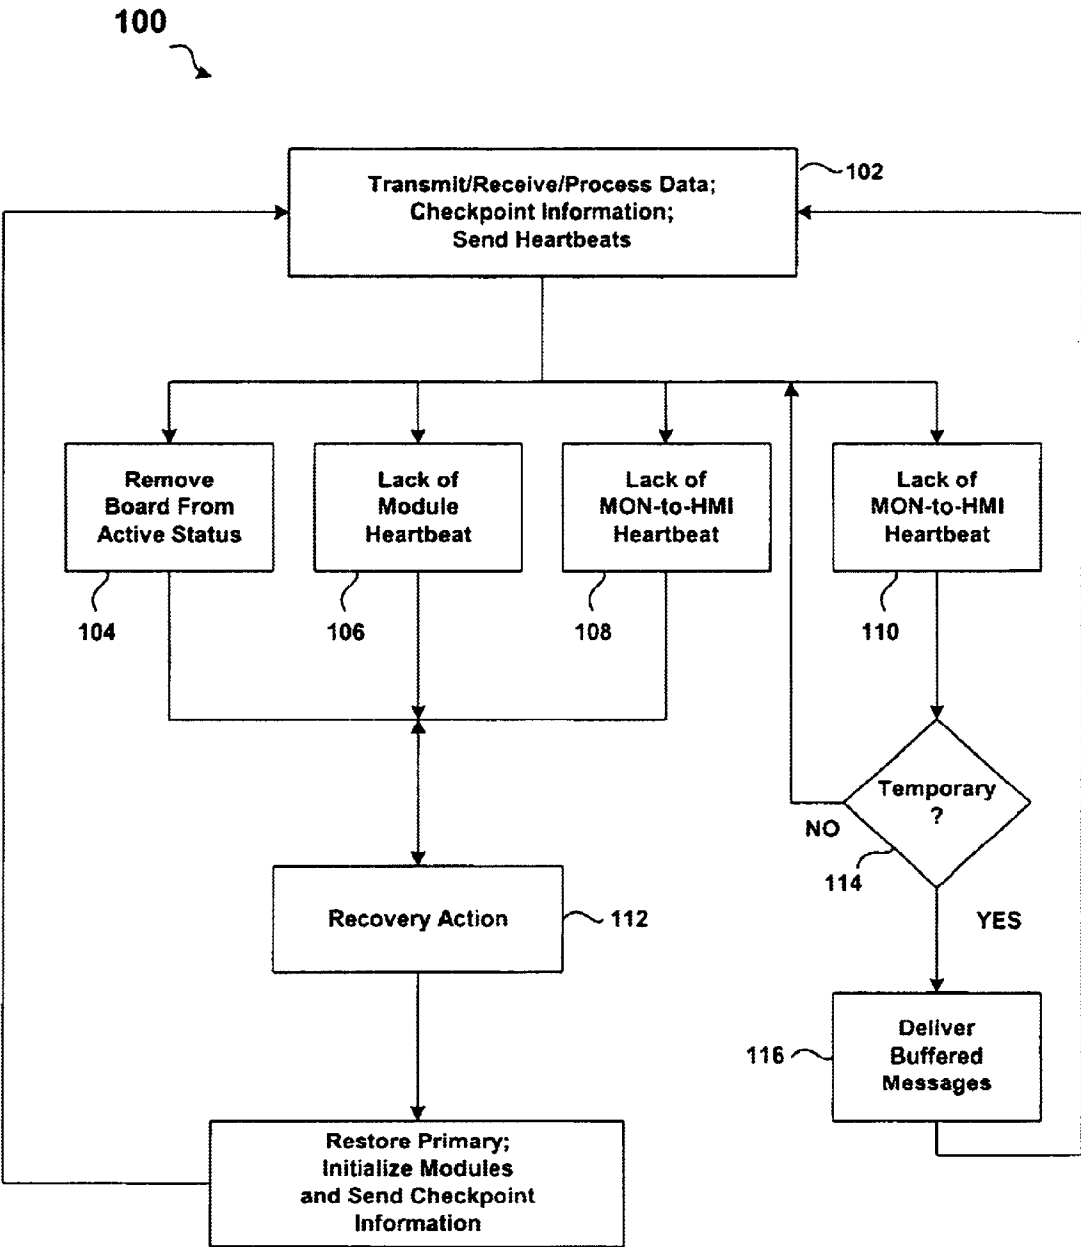 100
Transmit/Receive/Process Data;
Checkpoint Information;
Send Heartbeats
102
Remove
Board From
Active Status
104
Lack of
Module
Heartbeat
106
Lack of
MON-to-HMI
Heartbeat
108
Lack of
MON-to-HMI
Heartbeat
110
Temporary
?
NO
114
YES
Recovery Action
112
Deliver
Buffered
Messages
116
Restore Primary;
Initialize Modules
and Send Checkpoint
Information